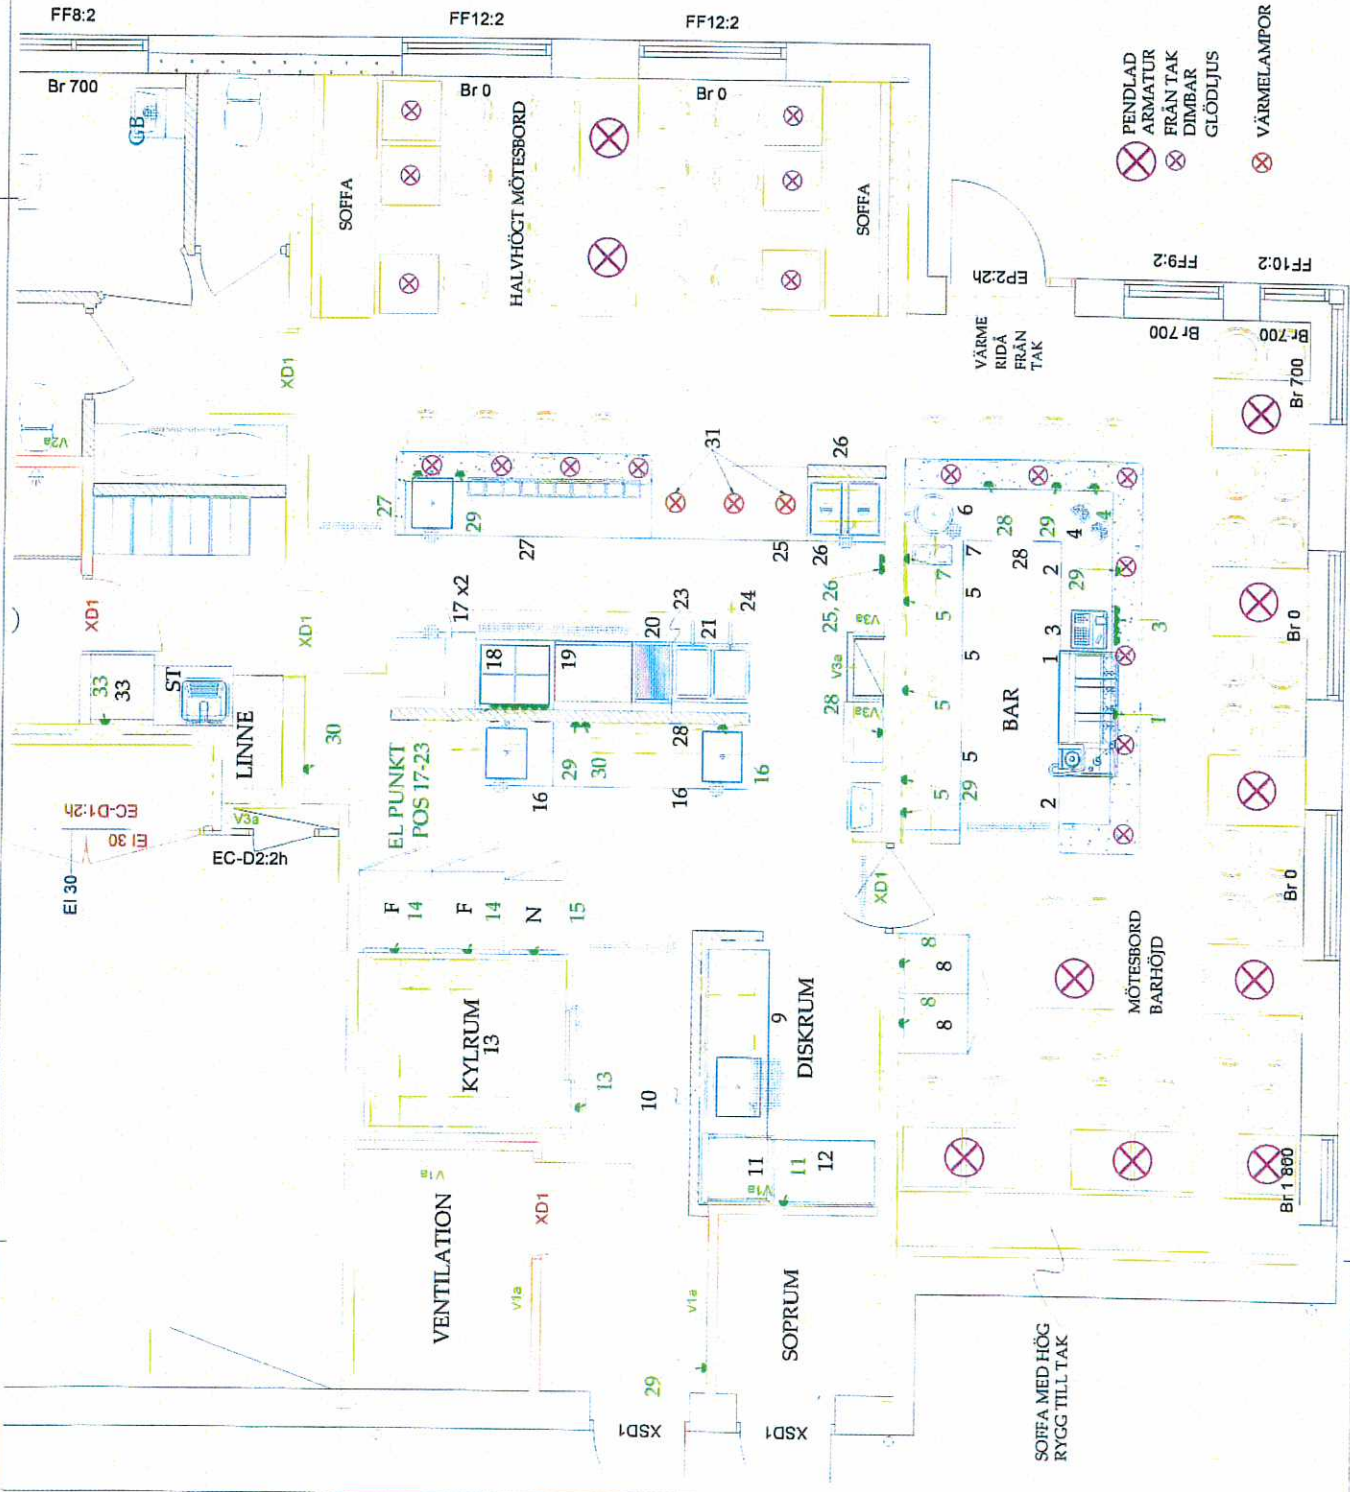 FF8:2
FF12:2
FF12:2
Br 700
Br 0
Br 0
GB
SOFFA
HALVHÖGT MÖTESBORD
SOFFA
PENDLAD
ARMATUR
FRÅN TAK
DIMBAR
GLÖDLJUS
VÄRMELAMPOR
EP2:2h
FF9:2
FF10:2
VÄRME
RIDÅ
FRÅN
TAK
Br 700
Br 700
Br 700
XD1
V2a
27
29
27
31
25
26
26
XD1
XD1
33
33
ST
LINNE
30
17 x2
18
19
20
21
23
24
25, 26
V3a
V3a
V3a
28
6
7
7
28
29
4
4
28
2
29
5
5
5
5
5
5
29
3
3
1
1
BAR
2
Br 0
EL PUNKT
POS 17-23
16
29
30
16
28
16
EI 30
EI 30
EC-D1:2h
V3a
EC-D2:2h
F
14
F
14
N
15
XD1
KYLRUM
13
13
10
9
DISKRUM
8
8
8
8
MÖTESBORD
BARHÖJD
Br 0
11
11
12
V1a
V1a
VENTILATION
XD1
V1a
V1a
29
SOPRUM
Br 1 800
XSD1
XSD1
SOFFA MED HÖG
RYGG TILL TAK